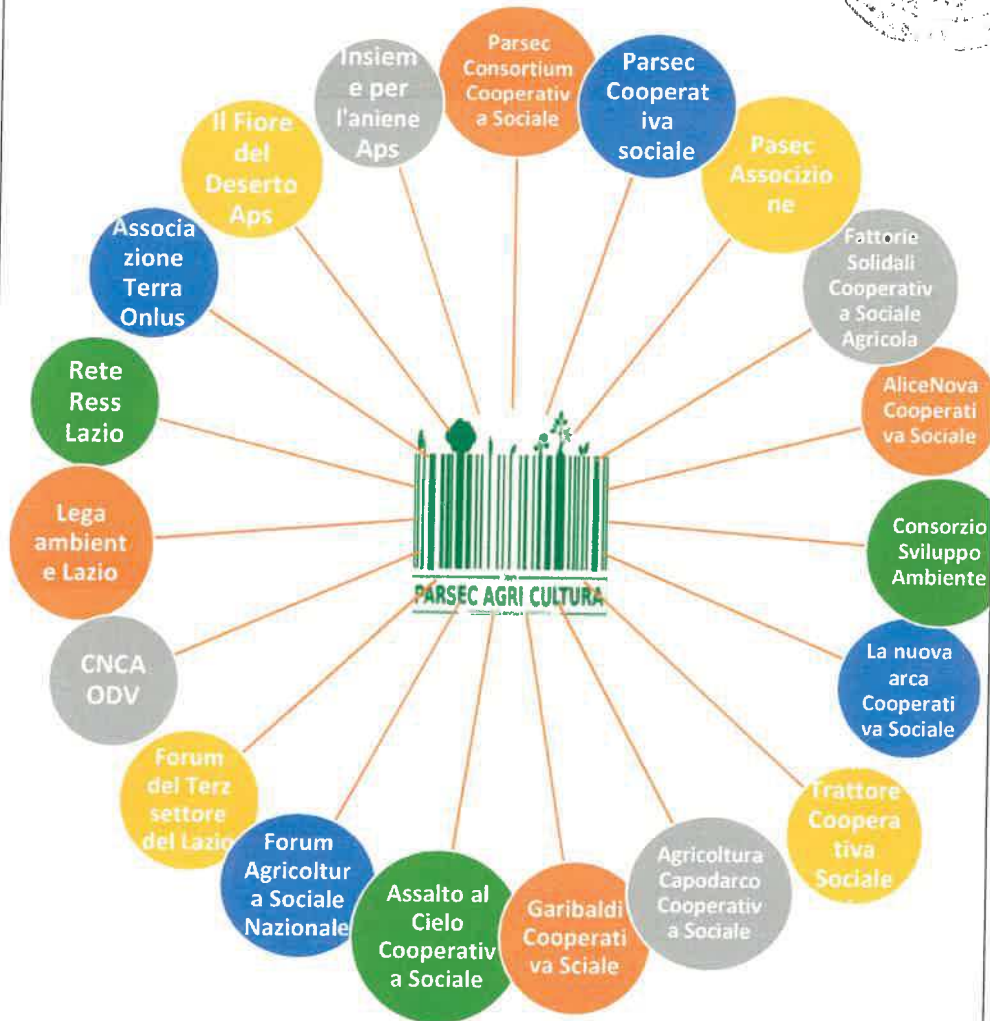 Parsec
Consortium
Cooperativ
a Sociale
Parsec
Cooperat
iva
sociale
Pasec
Associzio
ne
Fattorie
Solidali
Cooperativ
a Sociale
Agricola
AliceNova
Cooperati
va Sociale
Consorzio
Sviluppo
Ambiente
La nuova
arca
Cooperati
va Sociale
Trattore
Coopera
tiva
Sociale
Agricoltura
Capodarco
Cooperativ
a Sociale
Garibaldi
Cooperati
va Sciale
Assalto al
Cielo
Cooperativ
a Sociale
Forum
Agricoltur
a Sociale
Nazionale
Forum
del Terz
settore
del Lazio
CNCA
ODV
Lega
ambient
e Lazio
Rete
Ress
Lazio
Associa
zione
Terra
Onlus
Il Fiore
del
Deserto
Aps
Insiem
e per
l'aniene
Aps
PARSEC AGRI CULTURA